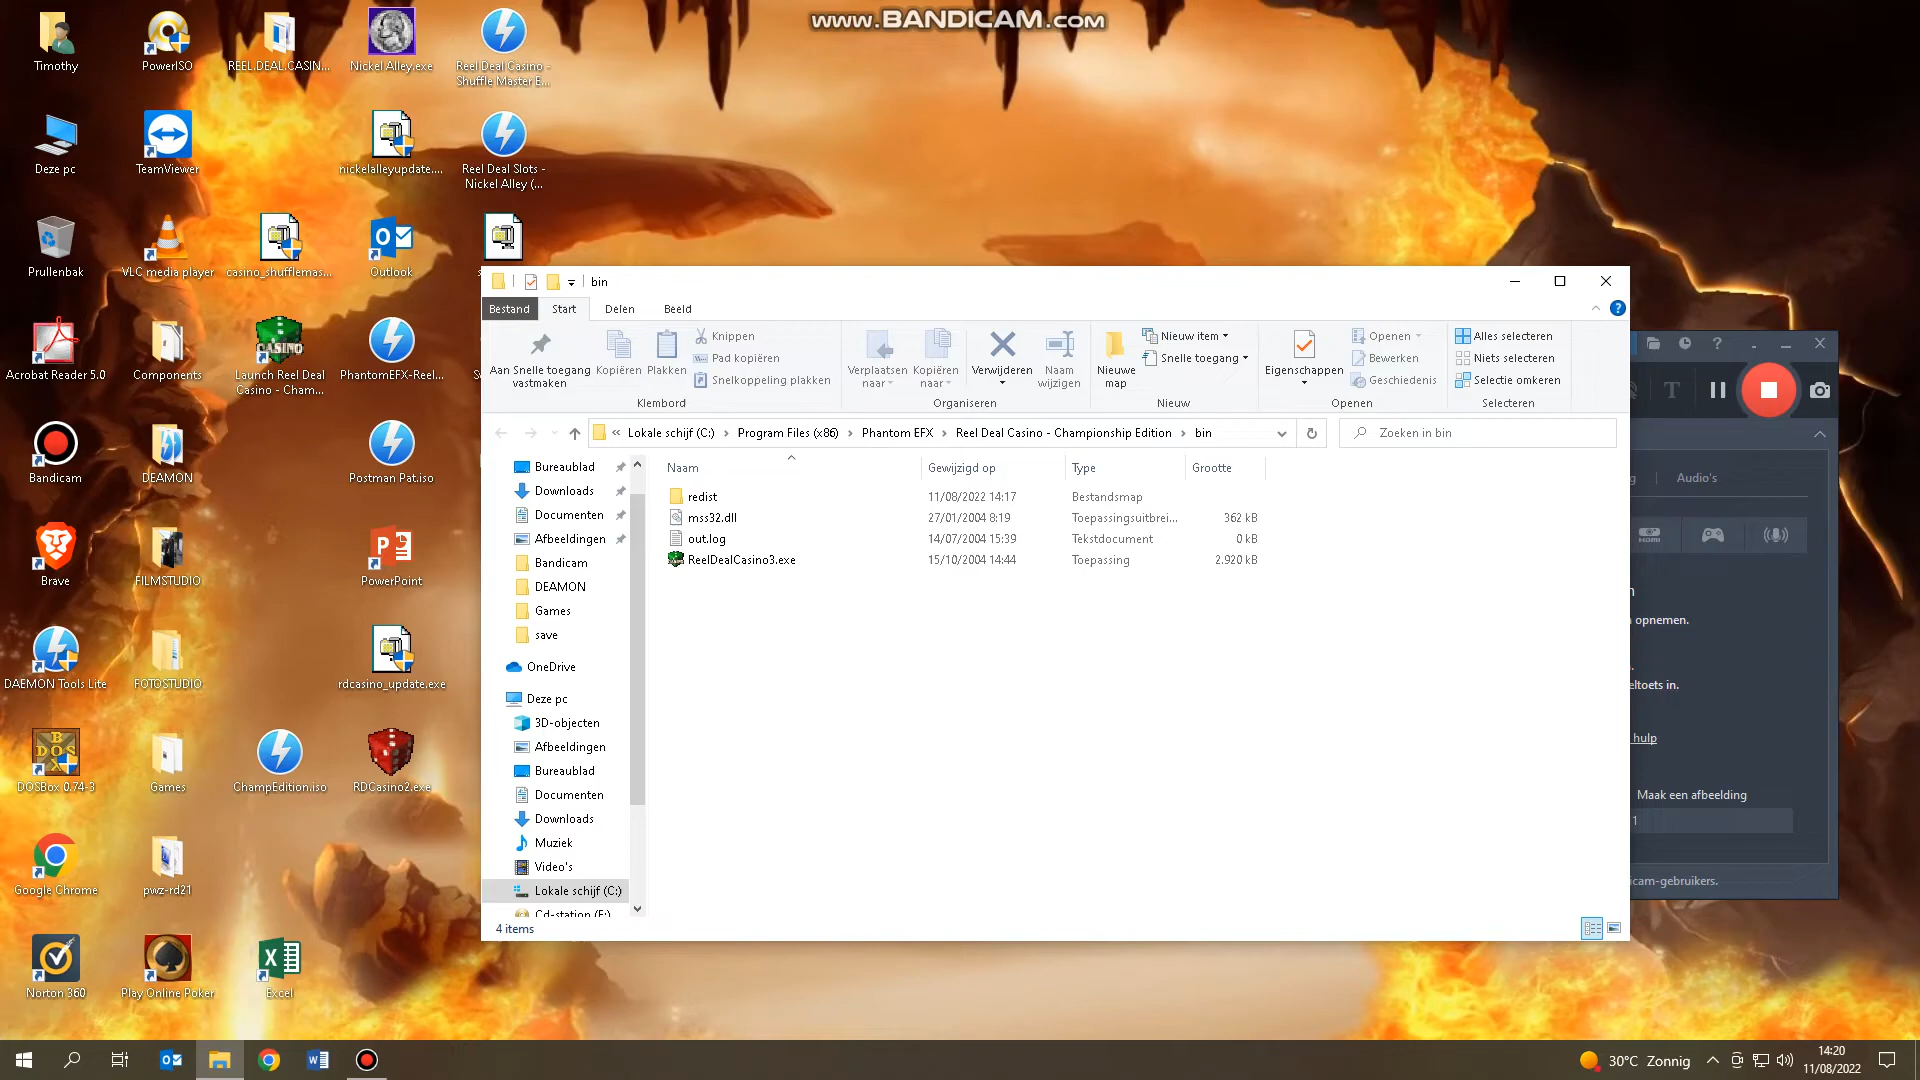 www.BANDICAM.com
Timothy
PowerISO
REEL.DEAL.CASIN...
Nickel Alley.exe
Reel Deal Casino -
Shuffle Master E...
Deze pc
TeamViewer
nickelalleyupdate....
Reel Deal Slots -
Nickel Alley (...
Prullenbak
VLC media player
casino_shufflemas...
Outlook
Acrobat Reader 5.0
Components
Launch Reel Deal
Casino - Cham...
PhantomEFX-Reel...
Bandicam
DEAMON
Postman Pat.iso
Brave
FILMSTUDIO
PowerPoint
DAEMON Tools Lite
FOTOSTUDIO
rdcasino_update.exe
DOSBox 0.74-3
Games
ChampEdition.iso
RDCasino2.exe
Google Chrome
pwz-rd21
Norton 360
Play Online Poker
Excel
bin
Bestand
Start
Delen
Beeld
Aan Snelle toegang
vastmaken
Kopiëren
Plakken
Knippen
Pad kopiëren
Snelkoppeling plakken
Klembord
Verplaatsen
naar
Kopiëren
naar
Verwijderen
Naam
wijzigen
Organiseren
Nieuwe
map
Nieuw item
Snelle toegang
Nieuw
Eigenschappen
Openen
Bewerken
Geschiedenis
Openen
Alles selecteren
Niets selecteren
Selectie omkeren
Selecteren
« Lokale schijf (C:) › Program Files (x86) › Phantom EFX › Reel Deal Casino - Championship Edition › bin
Zoeken in bin
Bureaublad
Downloads
Documenten
Afbeeldingen
Bandicam
DEAMON
Games
save
OneDrive
Deze pc
3D-objecten
Afbeeldingen
Bureaublad
Documenten
Downloads
Muziek
Video's
Lokale schijf (C:)
Cd-station (F:)
Naam Gewijzigd op Type Grootte
redist 11/08/2022 14:17 Bestandsmap
mss32.dll 27/01/2004 8:19 Toepassingsuitbrei... 362 kB
out.log 14/07/2004 15:39 Tekstdocument 0 kB
ReelDealCasino3.exe 15/10/2004 14:44 Toepassing 2.920 kB
4 items
Audio's
opnemen.
eltoets in.
hulp
Maak een afbeelding
1
icam-gebruikers.
30°C Zonnig
14:20
11/08/2022